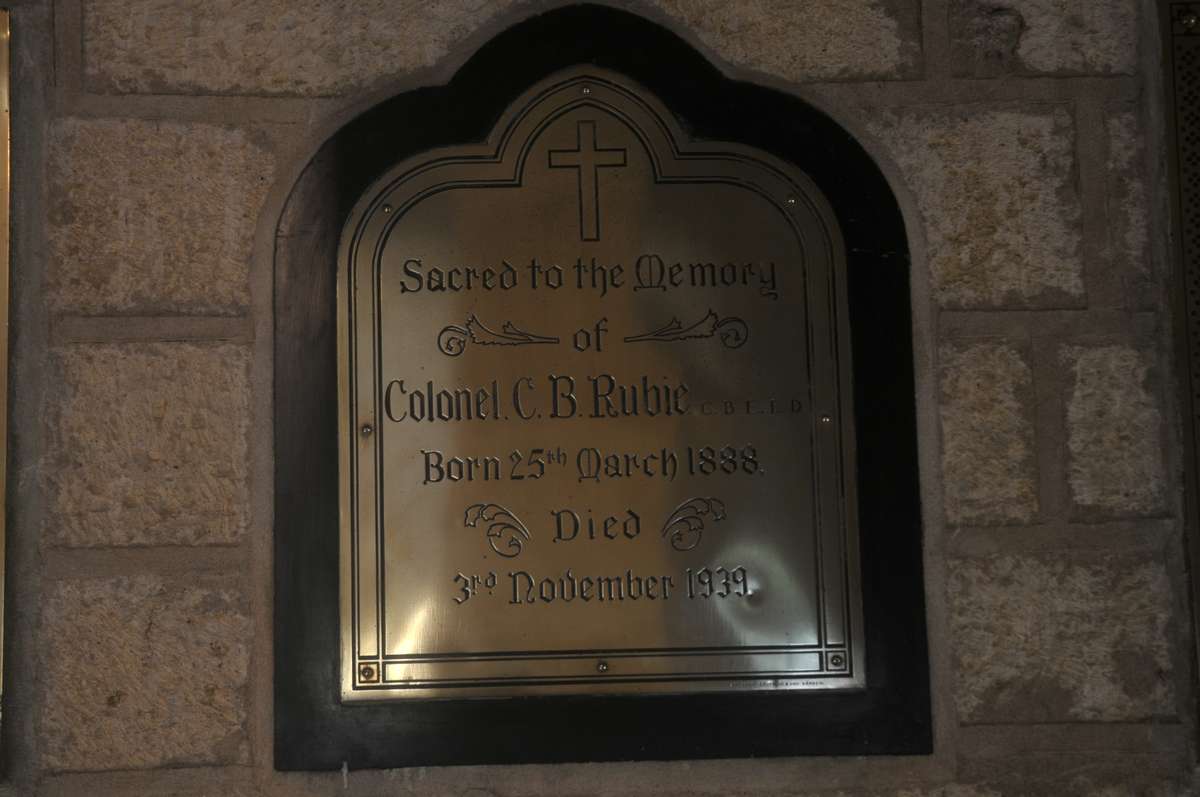 Sacred to the Memory
of
Colonel. C. B. Rubie C.B.E. E.D
Born 25th March 1888.
Died
3rd November 1939.